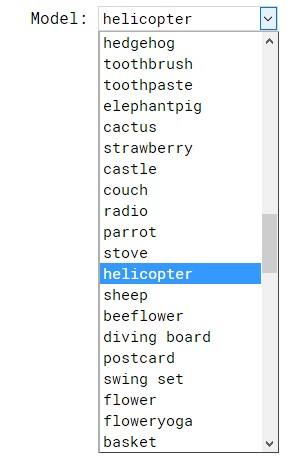 Model: helicopter
hedgehog
toothbrush
toothpaste
elephantpig
cactus
strawberry
castle
couch
radio
parrot
stove
helicopter
sheep
beeflower
diving board
postcard
swing set
flower
floweryoga
basket